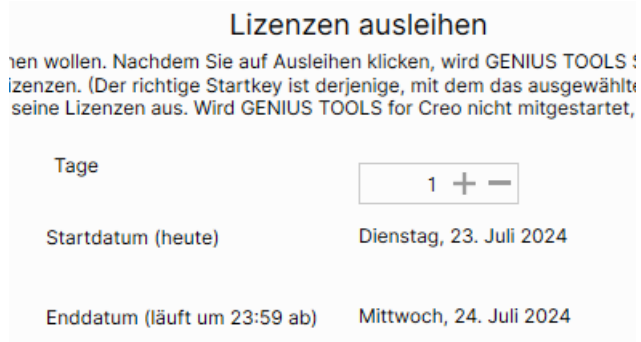 Lizenzen ausleihen
nen wollen. Nachdem Sie auf Ausleihen klicken, wird GENIUS TOOLS
izenzen. (Der richtige Startkey ist derjenige, mit dem das ausgewählte
seine Lizenzen aus. Wird GENIUS TOOLS for Creo nicht mitgestartet,
Tage
1 + −
Startdatum (heute) Dienstag, 23. Juli 2024
Enddatum (läuft um 23:59 ab) Mittwoch, 24. Juli 2024